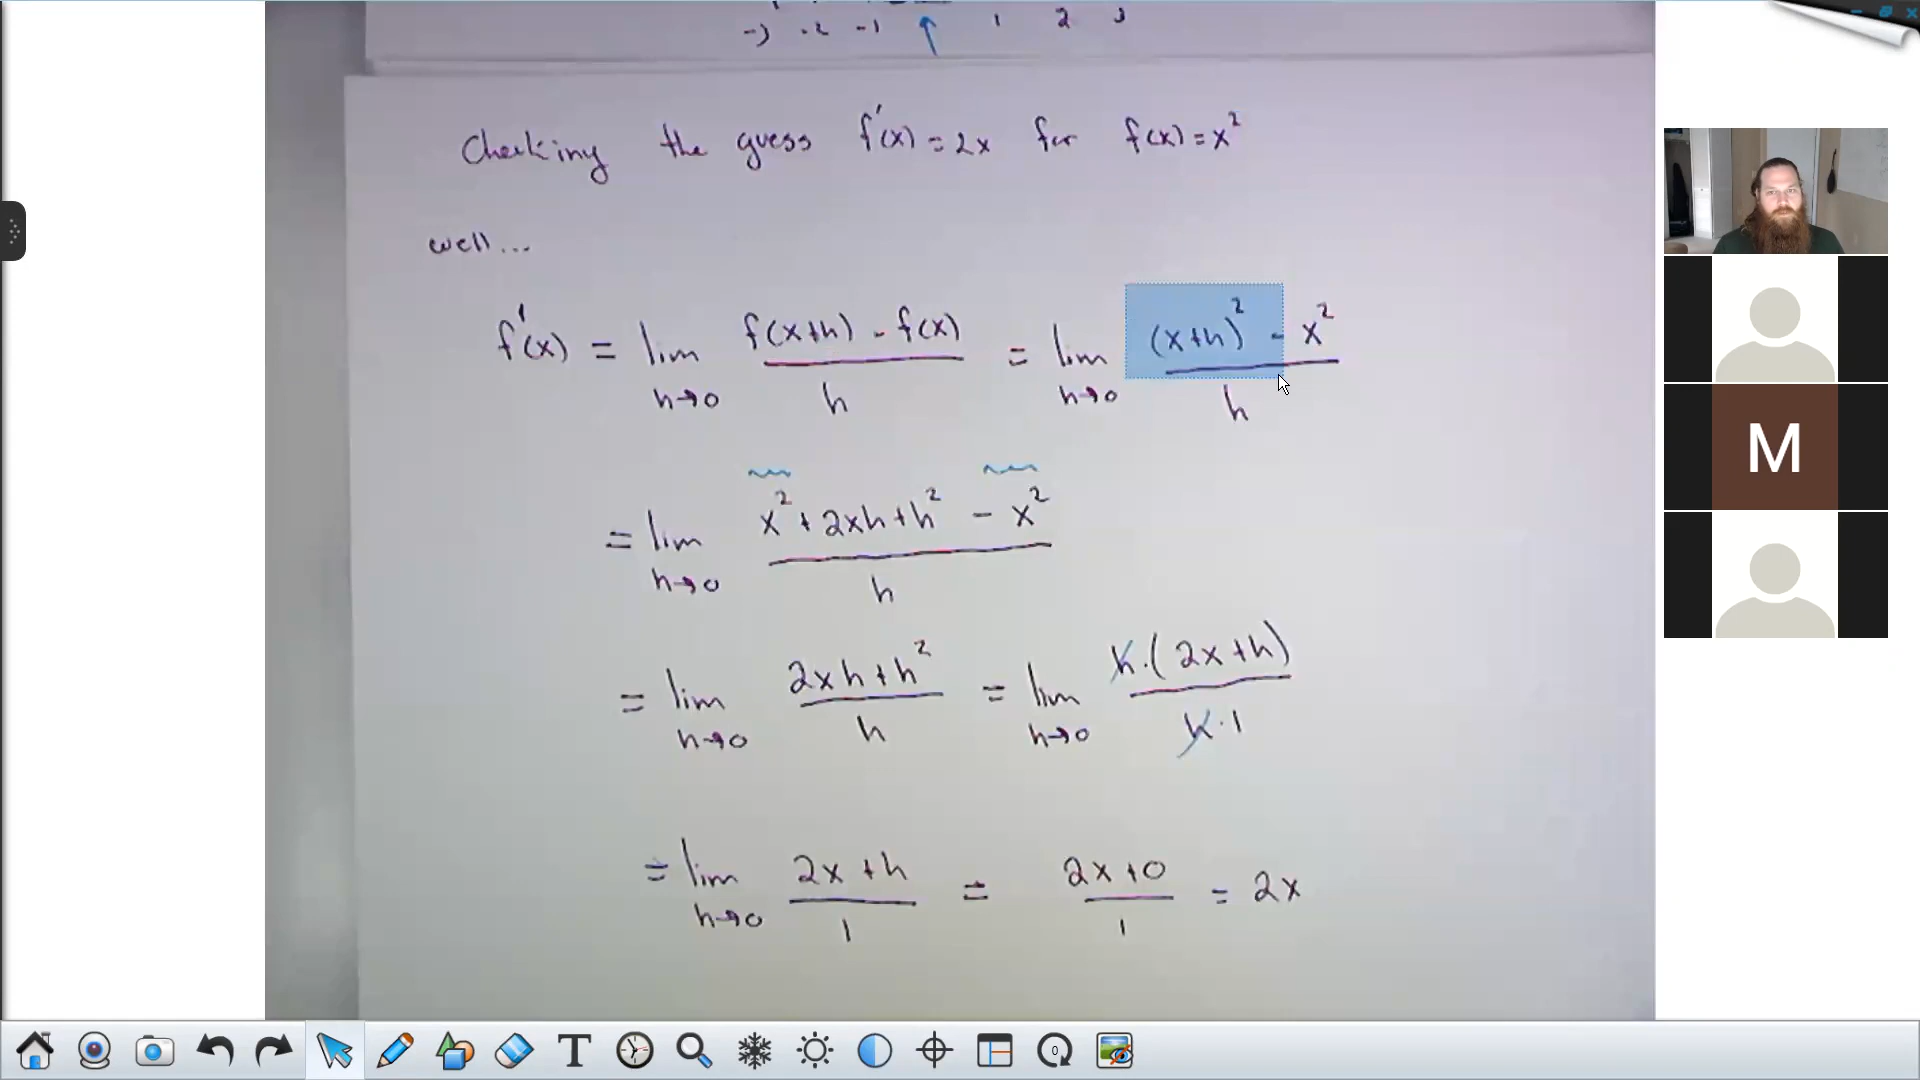 -3 -2 -1 1 2 3
Checking the guess f'(x) = 2x for f(x) = x²
well...
f'(x) = lim h→0 f(x+h) - f(x) / h = lim h→0 (x+h)² - x² / h
= lim h→0 x² + 2xh + h² - x² / h
= lim h→0 2xh + h² / h = lim h→0 h·(2x+h) / h·1
= lim h→0 2x + h / 1 = 2x + 0 / 1 = 2x
M
T
0